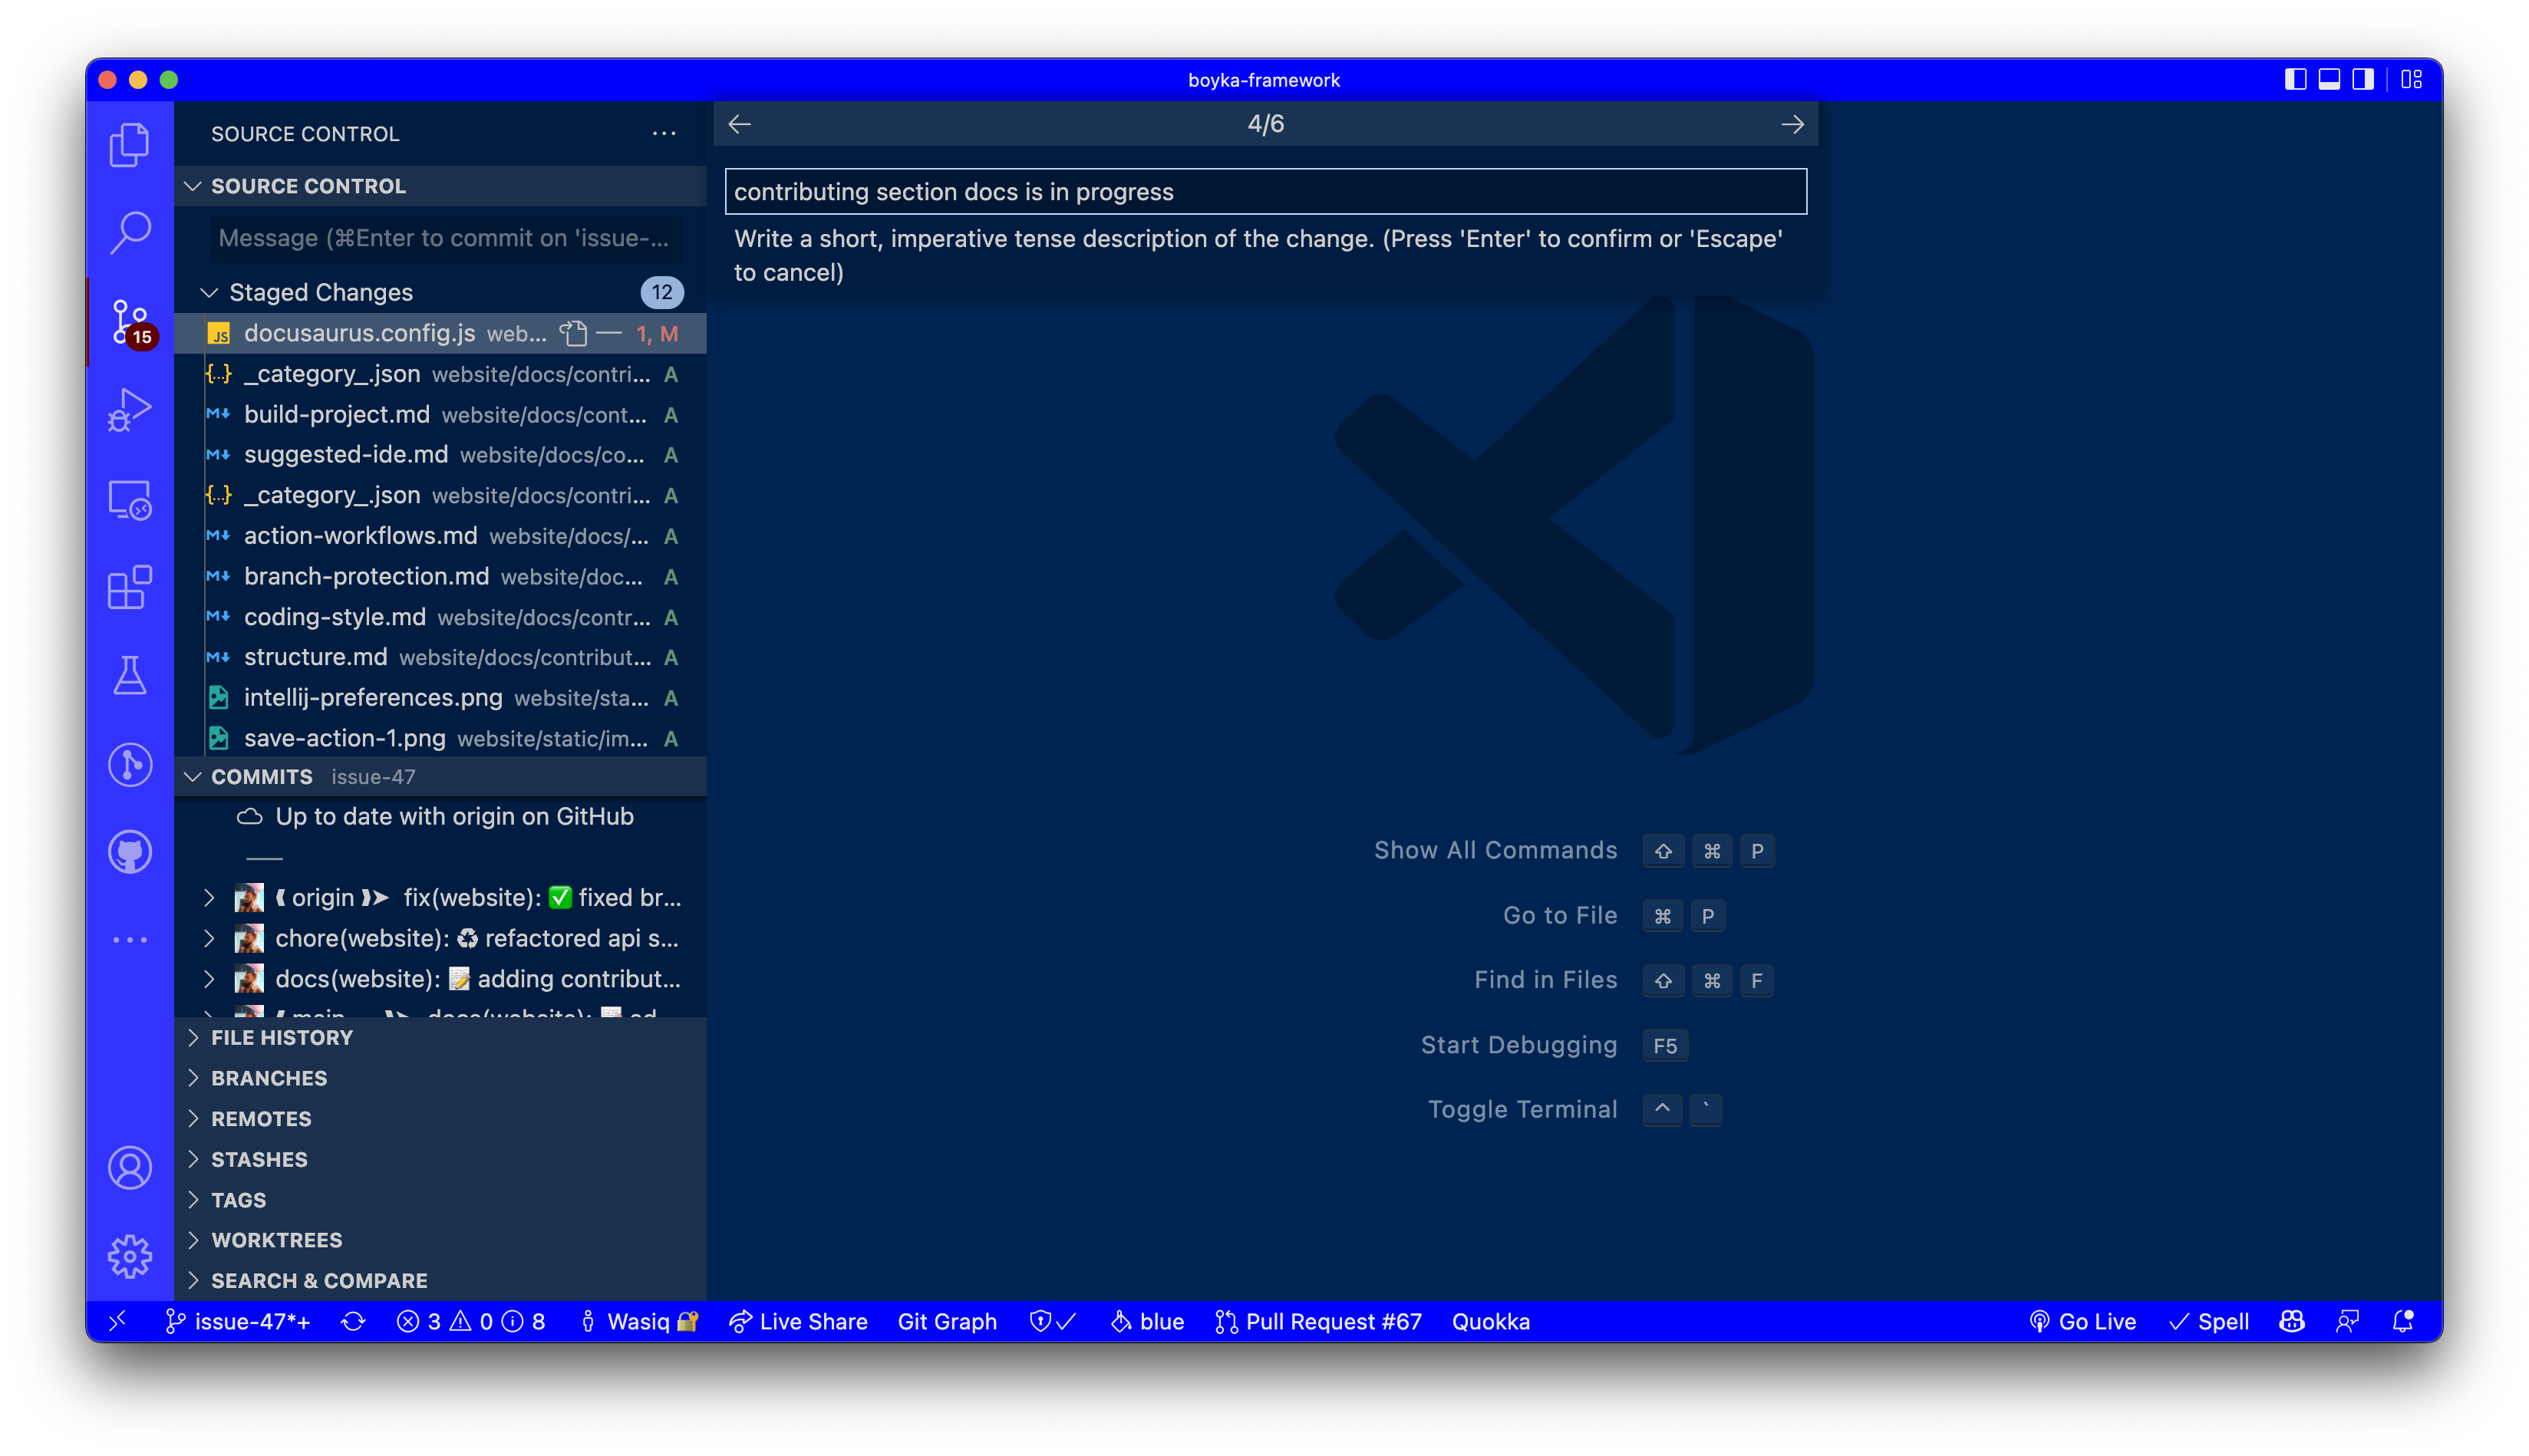 boyka-framework
SOURCE CONTROL
SOURCE CONTROL
Message (⌘Enter to commit on 'issue-...
Staged Changes 12
docusaurus.config.js web... 1, M
_category_.json website/docs/contri... A
build-project.md website/docs/cont... A
suggested-ide.md website/docs/co... A
_category_.json website/docs/contri... A
action-workflows.md website/docs/... A
branch-protection.md website/doc... A
coding-style.md website/docs/contr... A
structure.md website/docs/contribut... A
intellij-preferences.png website/sta... A
save-action-1.png website/static/im... A
COMMITS issue-47
Up to date with origin on GitHub
❪ origin ❫➤ fix(website): ✅ fixed br...
chore(website): ♻ refactored api s...
docs(website): 📝 adding contribut...
FILE HISTORY
BRANCHES
REMOTES
STASHES
TAGS
WORKTREES
SEARCH & COMPARE
15
4/6
contributing section docs is in progress
Write a short, imperative tense description of the change. (Press 'Enter' to confirm or 'Escape'
to cancel)
Show All Commands ⇧ ⌘ P
Go to File ⌘ P
Find in Files ⇧ ⌘ F
Start Debugging F5
Toggle Terminal ^ `
issue-47*+ 3 0 8 Wasiq 🔐 Live Share Git Graph blue Pull Request #67 Quokka Go Live Spell